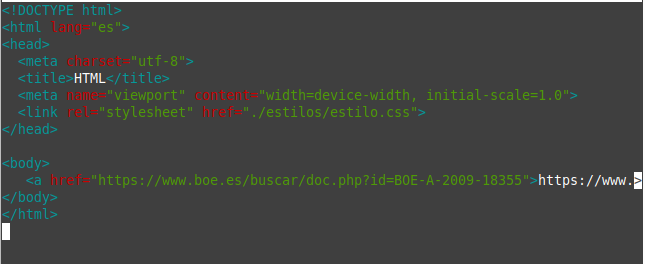 <!DOCTYPE html>
<html lang="es">
<head>
<meta charset="utf-8">
<title>HTML</title>
<meta name="viewport" content="width=device-width, initial-scale=1.0">
<link rel="stylesheet" href="./estilos/estilo.css">
</head>
<body>
<a href="https://www.boe.es/buscar/doc.php?id=BOE-A-2009-18355">https://www.>
</body>
</html>